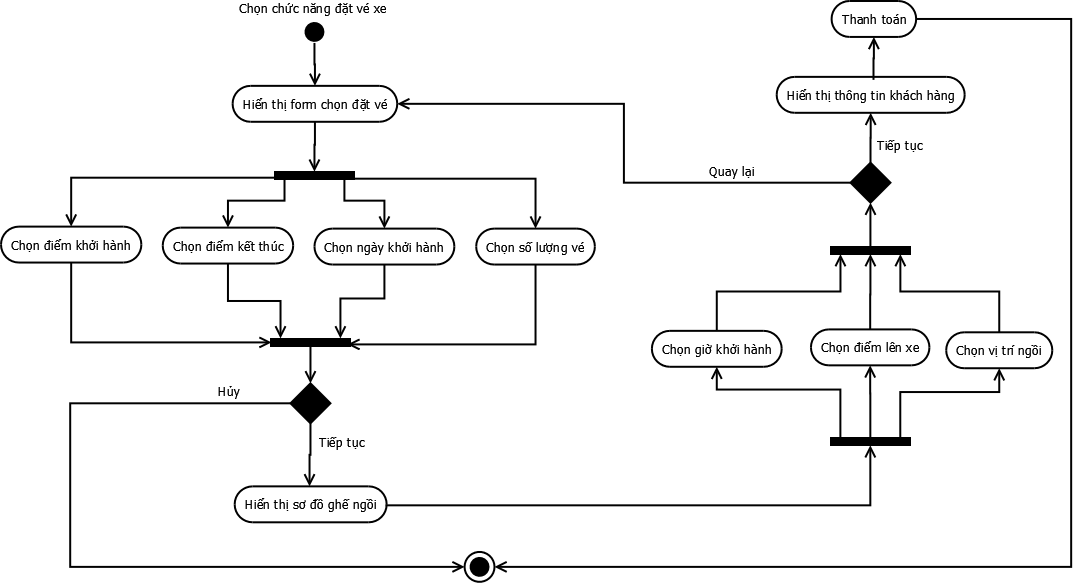 Chọn chức năng đặt vé xe
Hiển thị form chọn đặt vé
Chọn điểm khởi hành
Chọn điểm kết thúc
Chọn ngày khởi hành
Chọn số lượng vé
Hủy
Tiếp tục
Hiển thị sơ đồ ghế ngồi
Chọn giờ khởi hành
Chọn điểm lên xe
Chọn vị trí ngồi
Quay lại
Tiếp tục
Hiển thị thông tin khách hàng
Thanh toán